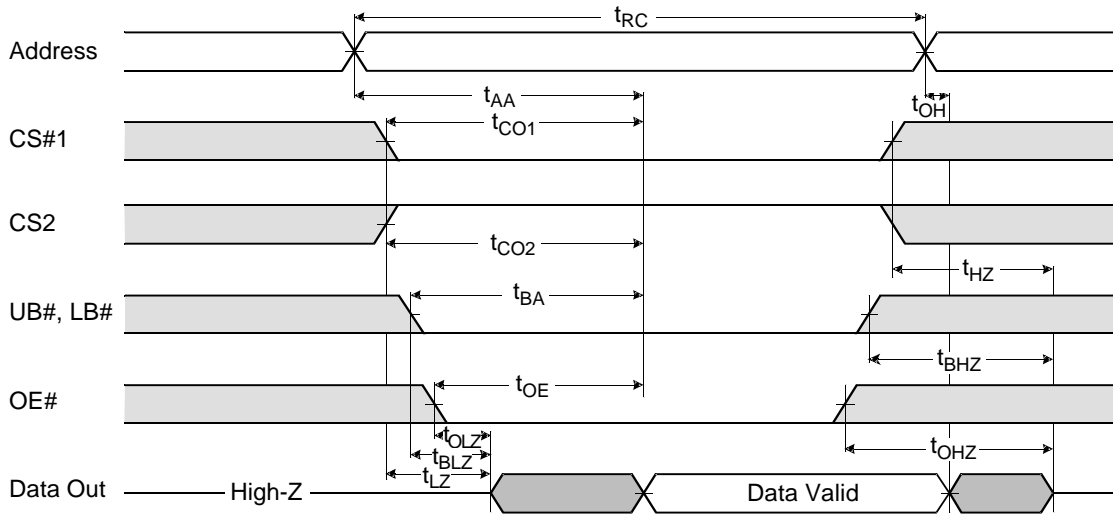 tRC
Address
tAA
tOH
tCO1
CS#1
CS2
tCO2
tHZ
tBA
UB#, LB#
tBHZ
tOE
OE#
tOLZ
tOHZ
tBLZ
tLZ
Data Out
High-Z
Data Valid